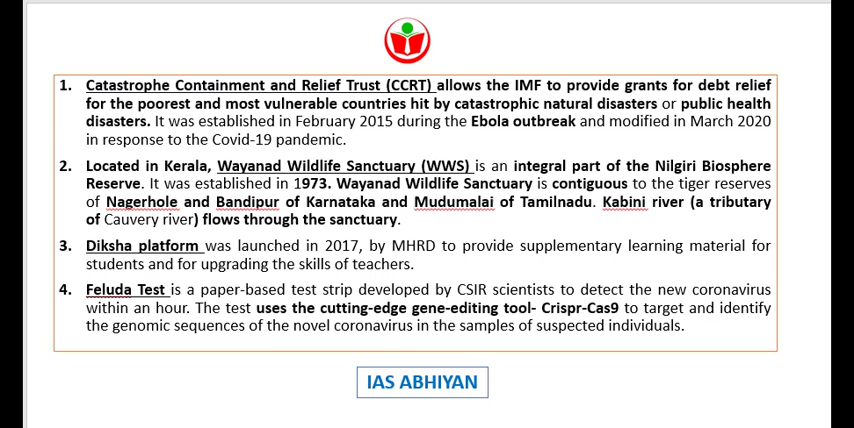 1. Catastrophe Containment and Relief Trust (CCRT) allows the IMF to provide grants for debt relief
for the poorest and most vulnerable countries hit by catastrophic natural disasters or public health
disasters. It was established in February 2015 during the Ebola outbreak and modified in March 2020
in response to the Covid-19 pandemic.
2. Located in Kerala, Wayanad Wildlife Sanctuary (WWS) is an integral part of the Nilgiri Biosphere
Reserve. It was established in 1973. Wayanad Wildlife Sanctuary is contiguous to the tiger reserves
of Nagerhole and Bandipur of Karnataka and Mudumalai of Tamilnadu. Kabini river (a tributary
of Cauvery river) flows through the sanctuary.
3. Diksha platform was launched in 2017, by MHRD to provide supplementary learning material for
students and for upgrading the skills of teachers.
4. Feluda Test is a paper-based test strip developed by CSIR scientists to detect the new coronavirus
within an hour. The test uses the cutting-edge gene-editing tool- Crispr-Cas9 to target and identify
the genomic sequences of the novel coronavirus in the samples of suspected individuals.
IAS ABHIYAN